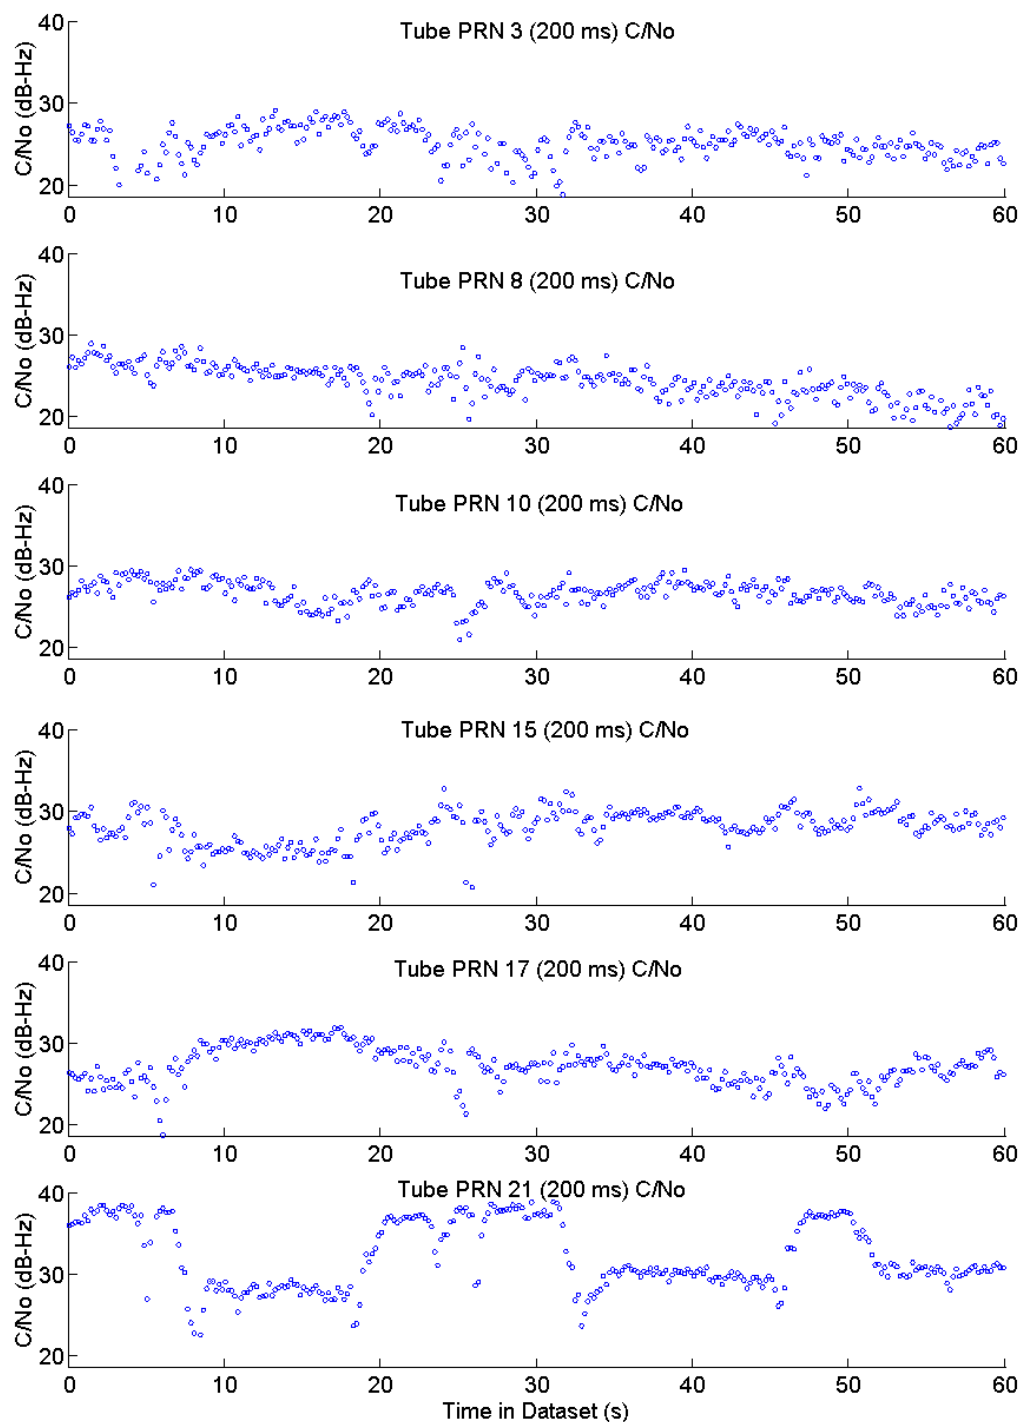 Tube PRN 3 (200 ms) C/No
C/No (dB-Hz)
40
30
20
0 10 20 30 40 50 60
Tube PRN 8 (200 ms) C/No
C/No (dB-Hz)
40
30
20
0 10 20 30 40 50 60
Tube PRN 10 (200 ms) C/No
C/No (dB-Hz)
40
30
20
0 10 20 30 40 50 60
Tube PRN 15 (200 ms) C/No
C/No (dB-Hz)
40
30
20
0 10 20 30 40 50 60
Tube PRN 17 (200 ms) C/No
C/No (dB-Hz)
40
30
20
0 10 20 30 40 50 60
Tube PRN 21 (200 ms) C/No
C/No (dB-Hz)
40
30
20
0 10 20 30 40 50 60
Time in Dataset (s)